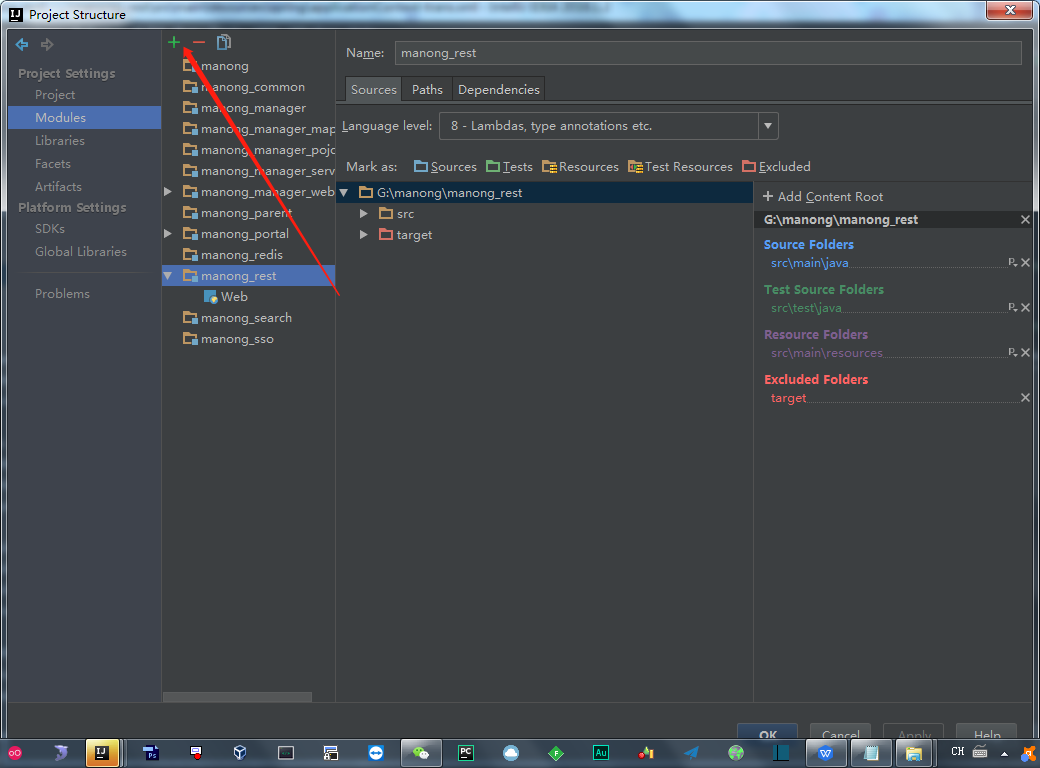 Project Structure
Project Settings
Project
Modules
Libraries
Facets
Artifacts
Platform Settings
SDKs
Global Libraries
Problems
manong
manong_common
manong_manager
manong_manager_map
manong_manager_pojo
manong_manager_serv
manong_manager_web
manong_parent
manong_portal
manong_redis
manong_rest
Web
manong_search
manong_sso
Name: manong_rest
Sources Paths Dependencies
Language level: 8 - Lambdas, type annotations etc.
Mark as: Sources Tests Resources Test Resources Excluded
G:\manong\manong_rest
src
target
+ Add Content Root
G:\manong\manong_rest
Source Folders
src\main\java
Test Source Folders
src\test\java
Resource Folders
src\main\resources
Excluded Folders
target
OK Cancel Apply Help
CH